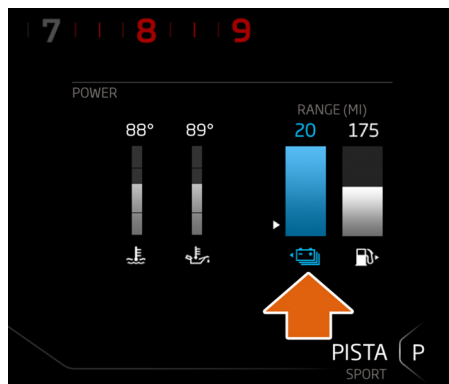 7 8 9
POWER
RANGE (MI)
88° 89° 20 175
PISTA P
SPORT